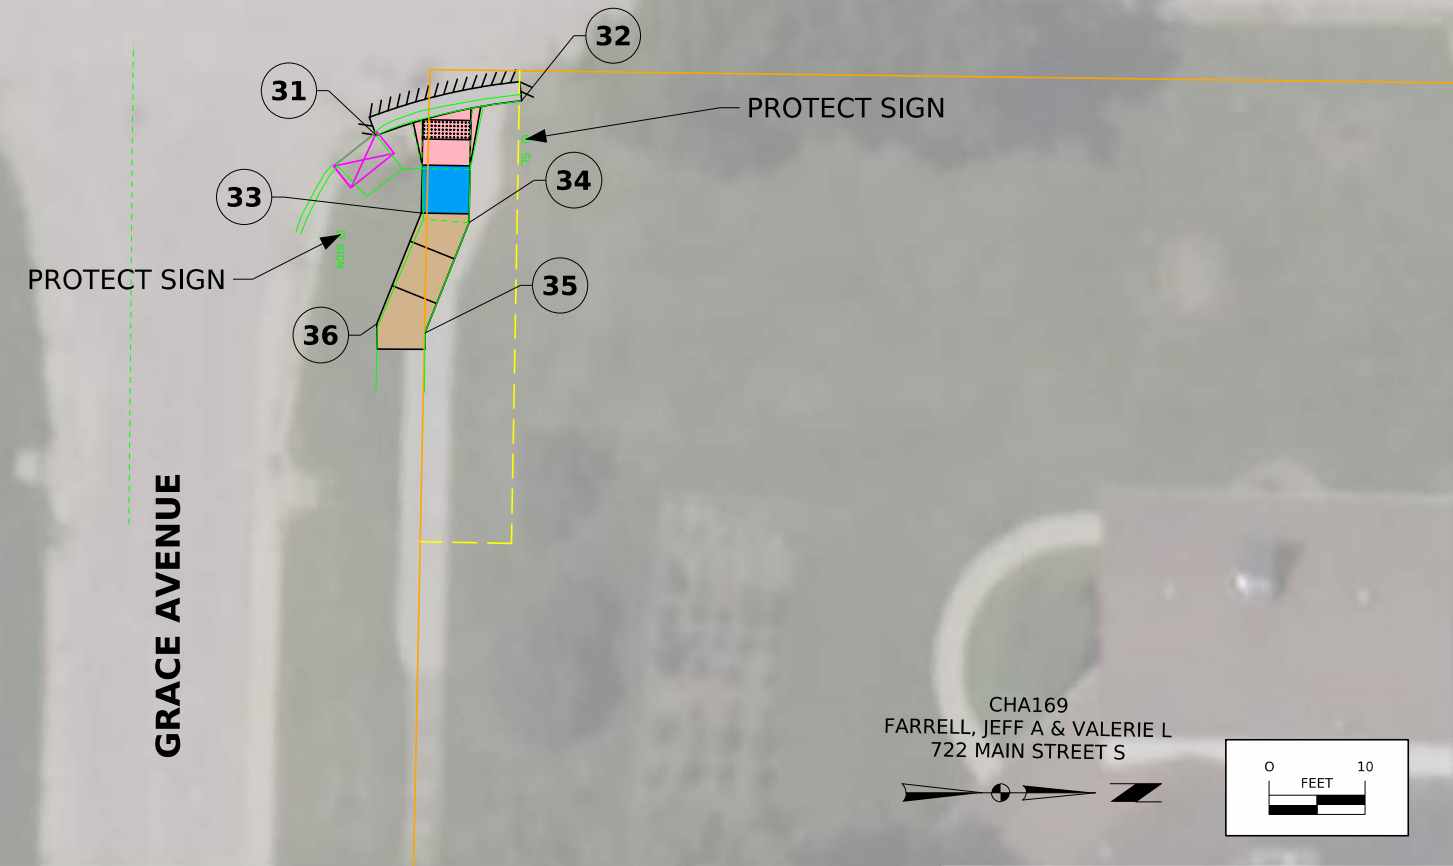 32
31
PROTECT SIGN
34
33
PROTECT SIGN
35
36
GRACE AVENUE
CHA169
FARRELL, JEFF A & VALERIE L
722 MAIN STREET S
0 10
FEET